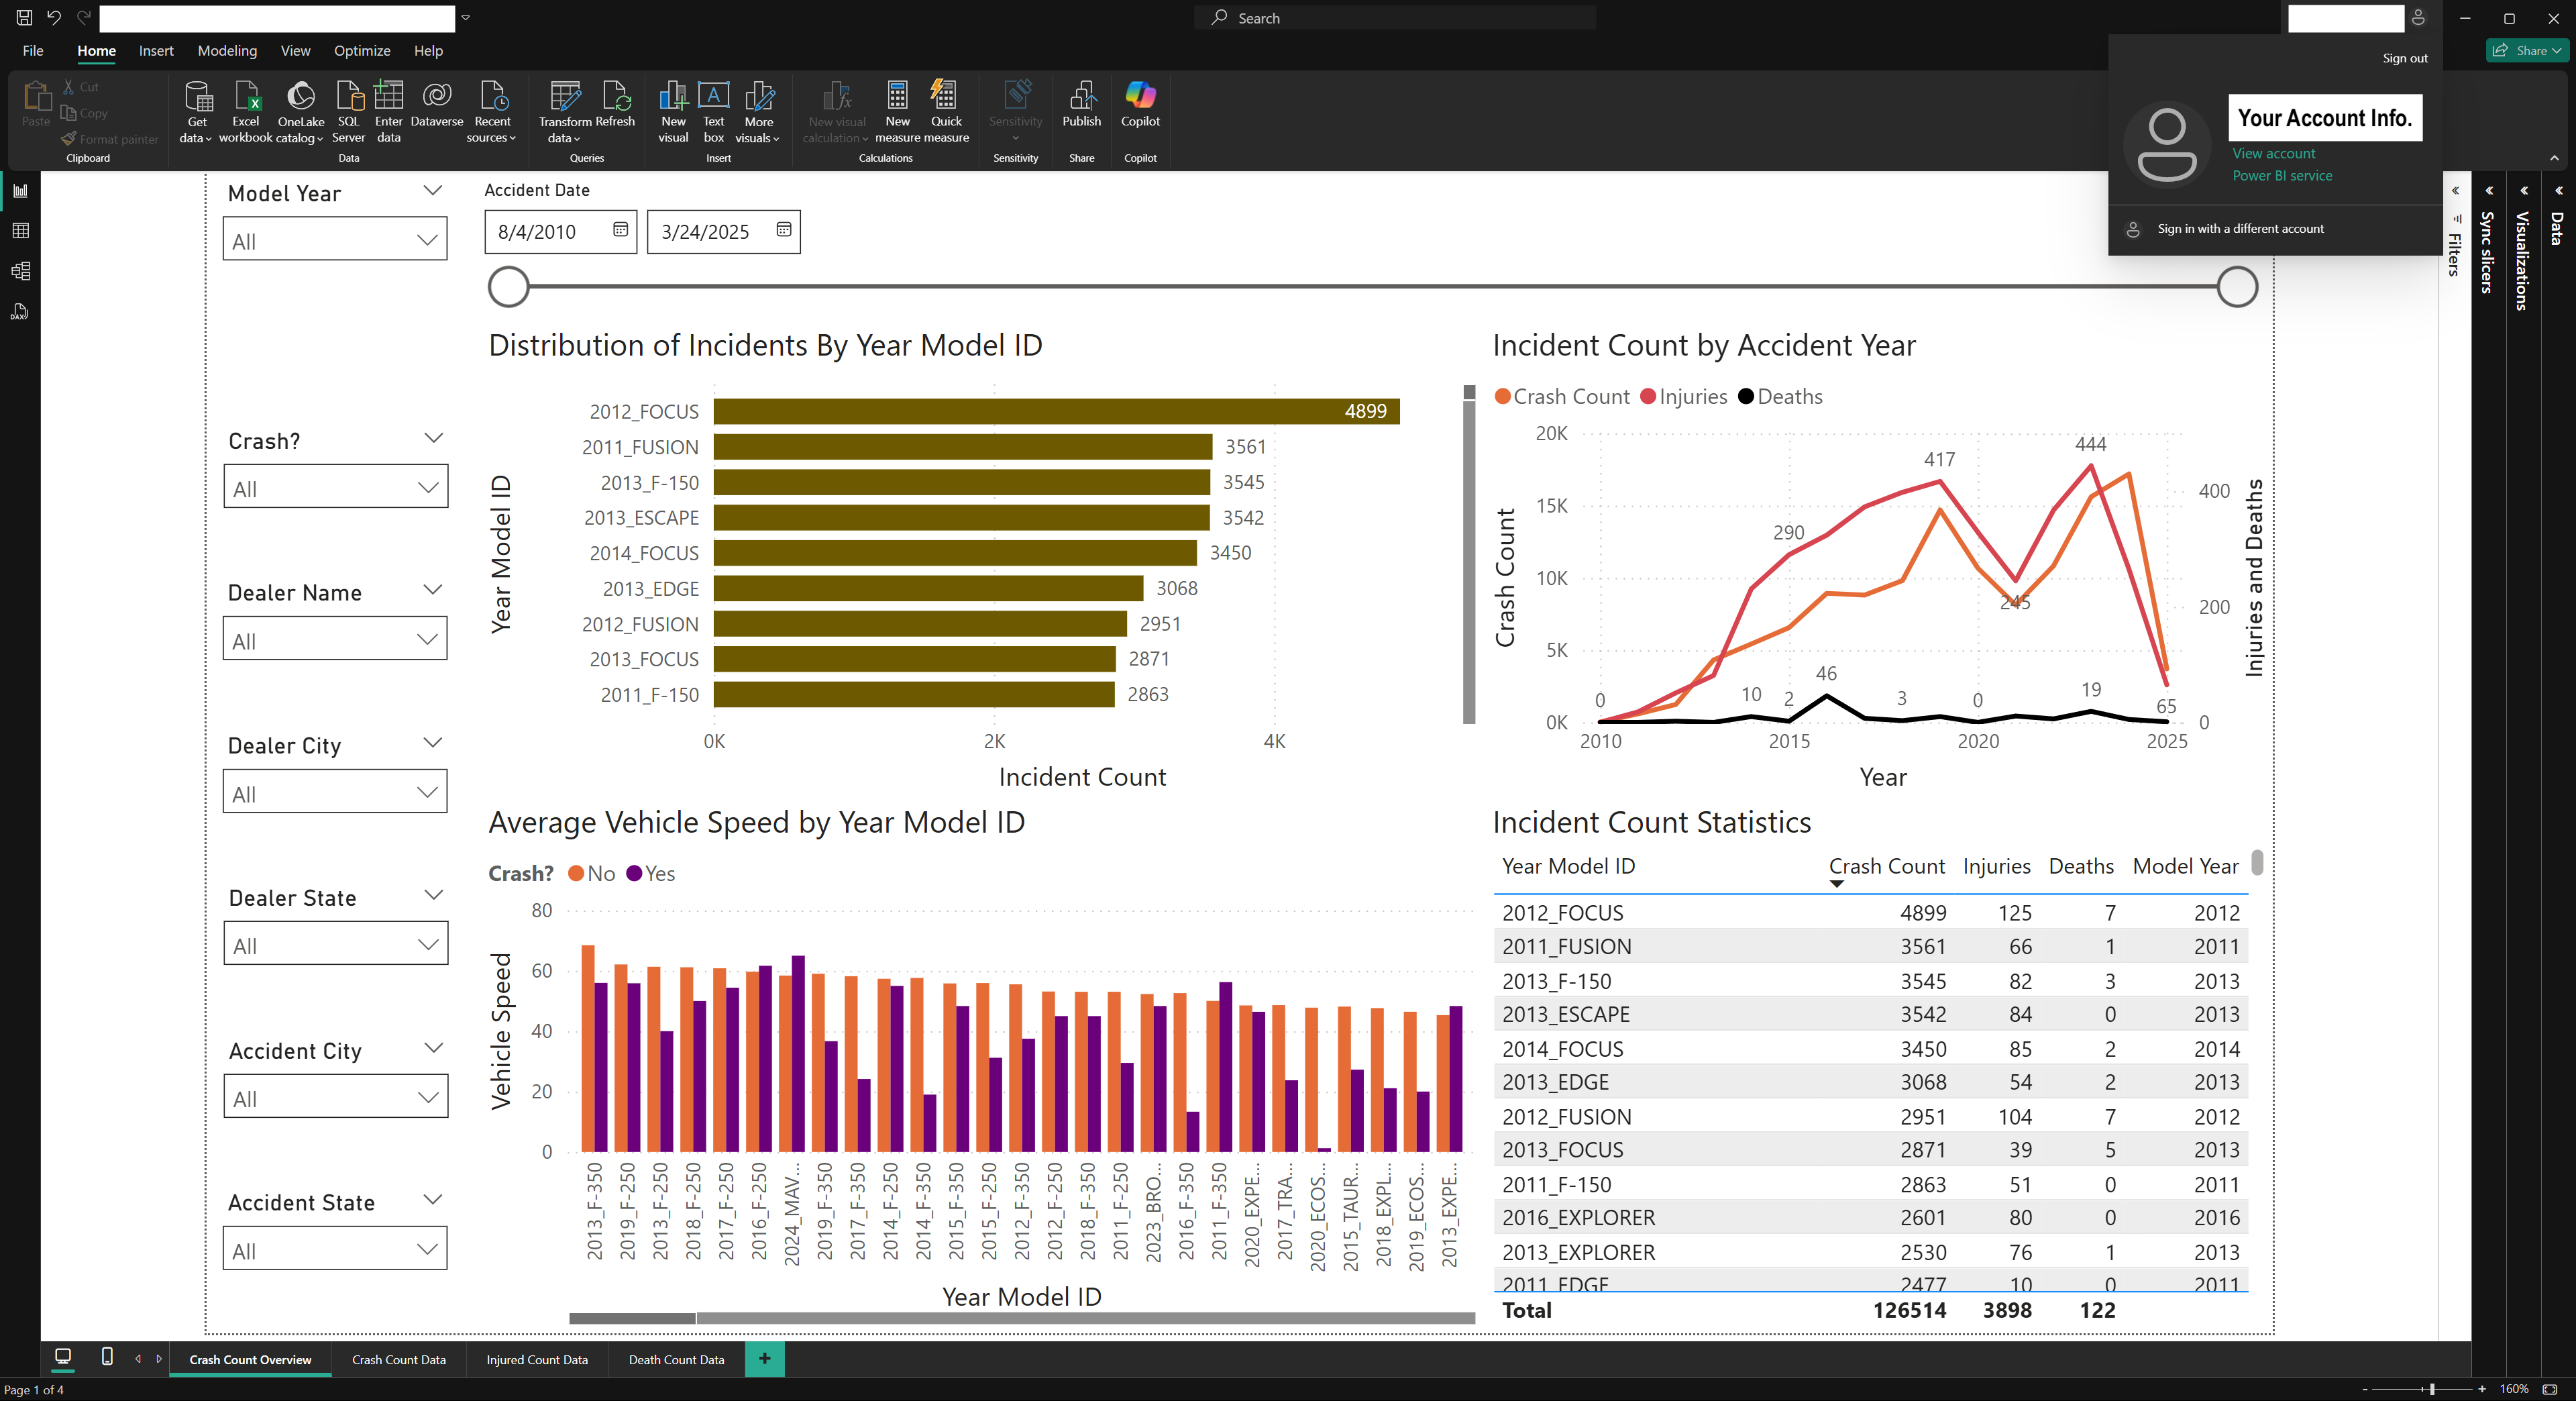 Search
Sign out
File Home Insert Modeling View Optimize Help
Share
Paste
Cut
Copy
Format painter
Clipboard
Get data
Excel workbook
OneLake catalog
SQL Server
Enter data
Dataverse
Recent sources
Data
Transform data
Refresh
Queries
New visual
Text box
More visuals
Insert
New visual calculation
New measure
Quick measure
Calculations
Sensitivity
Sensitivity
Publish
Share
Copilot
Copilot
Your Account Info.
View account
Power BI service
Sign in with a different account
Filters
Sync slicers
Visualizations
Data
DAX
Model Year
All
Crash?
All
Dealer Name
All
Dealer City
All
Dealer State
All
Accident City
All
Accident State
All
Accident Date
8/4/2010 3/24/2025
Distribution of Incidents By Year Model ID
Year Model ID
2012_FOCUS 4899
2011_FUSION 3561
2013_F-150 3545
2013_ESCAPE 3542
2014_FOCUS 3450
2013_EDGE 3068
2012_FUSION 2951
2013_FOCUS 2871
2011_F-150 2863
0K 2K 4K
Incident Count
Incident Count by Accident Year
Crash Count Injuries Deaths
Crash Count
20K
15K
10K
5K
0K
0 290 10 2 46 417 3 0 245 444 19 65
400
200
0
Injuries and Deaths
2010 2015 2020 2025
Year
Average Vehicle Speed by Year Model ID
Crash? No Yes
Vehicle Speed
80
60
40
20
0
2013_F-350
2019_F-250
2013_F-250
2018_F-250
2017_F-250
2016_F-250
2024_MAV...
2019_F-350
2017_F-350
2014_F-250
2014_F-350
2015_F-350
2015_F-250
2012_F-350
2012_F-250
2018_F-350
2011_F-250
2023_BRO...
2016_F-350
2011_F-350
2020_EXPE...
2017_TRA...
2020_ECOS...
2015_TAUR...
2018_EXPL...
2019_ECOS...
2013_EXPE...
Year Model ID
Incident Count Statistics
Year Model ID Crash Count Injuries Deaths Model Year
2012_FOCUS 4899 125 7 2012
2011_FUSION 3561 66 1 2011
2013_F-150 3545 82 3 2013
2013_ESCAPE 3542 84 0 2013
2014_FOCUS 3450 85 2 2014
2013_EDGE 3068 54 2 2013
2012_FUSION 2951 104 7 2012
2013_FOCUS 2871 39 5 2013
2011_F-150 2863 51 0 2011
2016_EXPLORER 2601 80 0 2016
2013_EXPLORER 2530 76 1 2013
2011_EDGE 2477 10 0 2011
Total 126514 3898 122
Crash Count Overview Crash Count Data Injured Count Data Death Count Data +
Page 1 of 4
- + 160%